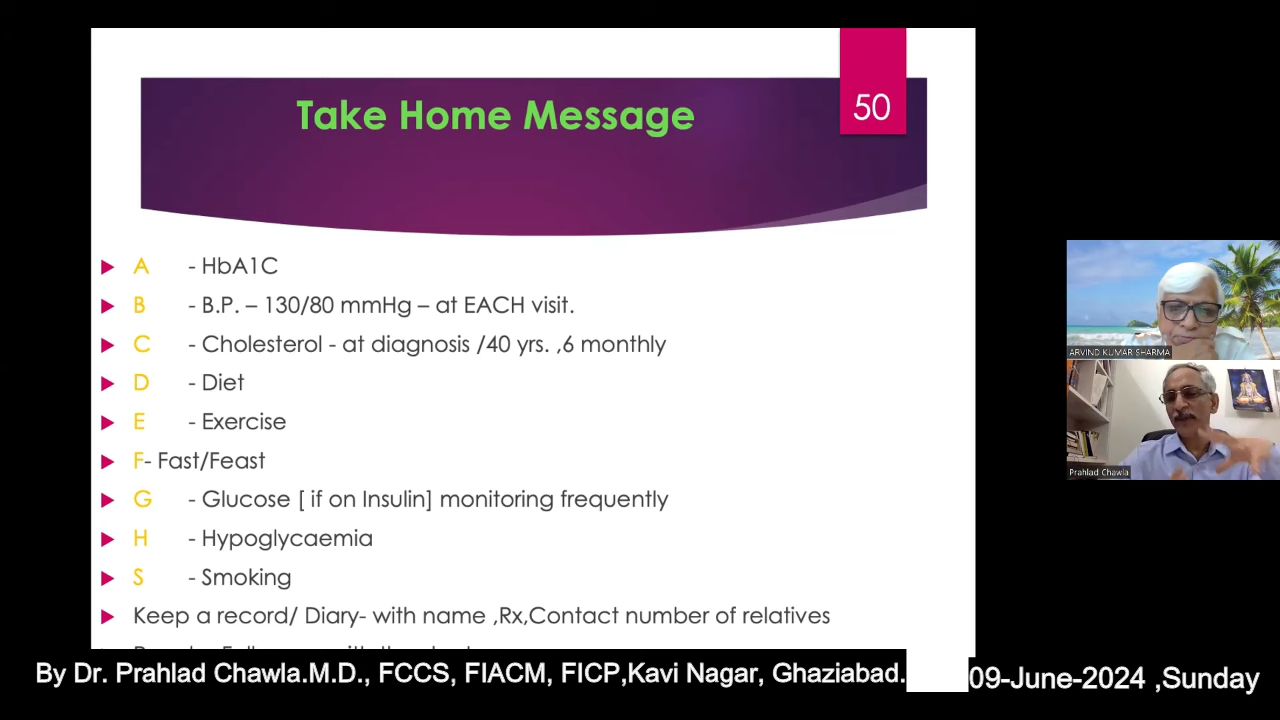 Take Home Message
50
A - HbA1C
B - B.P. – 130/80 mmHg – at EACH visit.
C - Cholesterol - at diagnosis /40 yrs. ,6 monthly
D - Diet
E - Exercise
F- Fast/Feast
G - Glucose [ if on Insulin] monitoring frequently
H - Hypoglycaemia
S - Smoking
Keep a record/ Diary- with name ,Rx,Contact number of relatives
ARVIND KUMAR SHARMA
Prahlad Chawla
By Dr. Prahlad Chawla.M.D., FCCS, FIACM, FICP,Kavi Nagar, Ghaziabad.
09-June-2024 ,Sunday